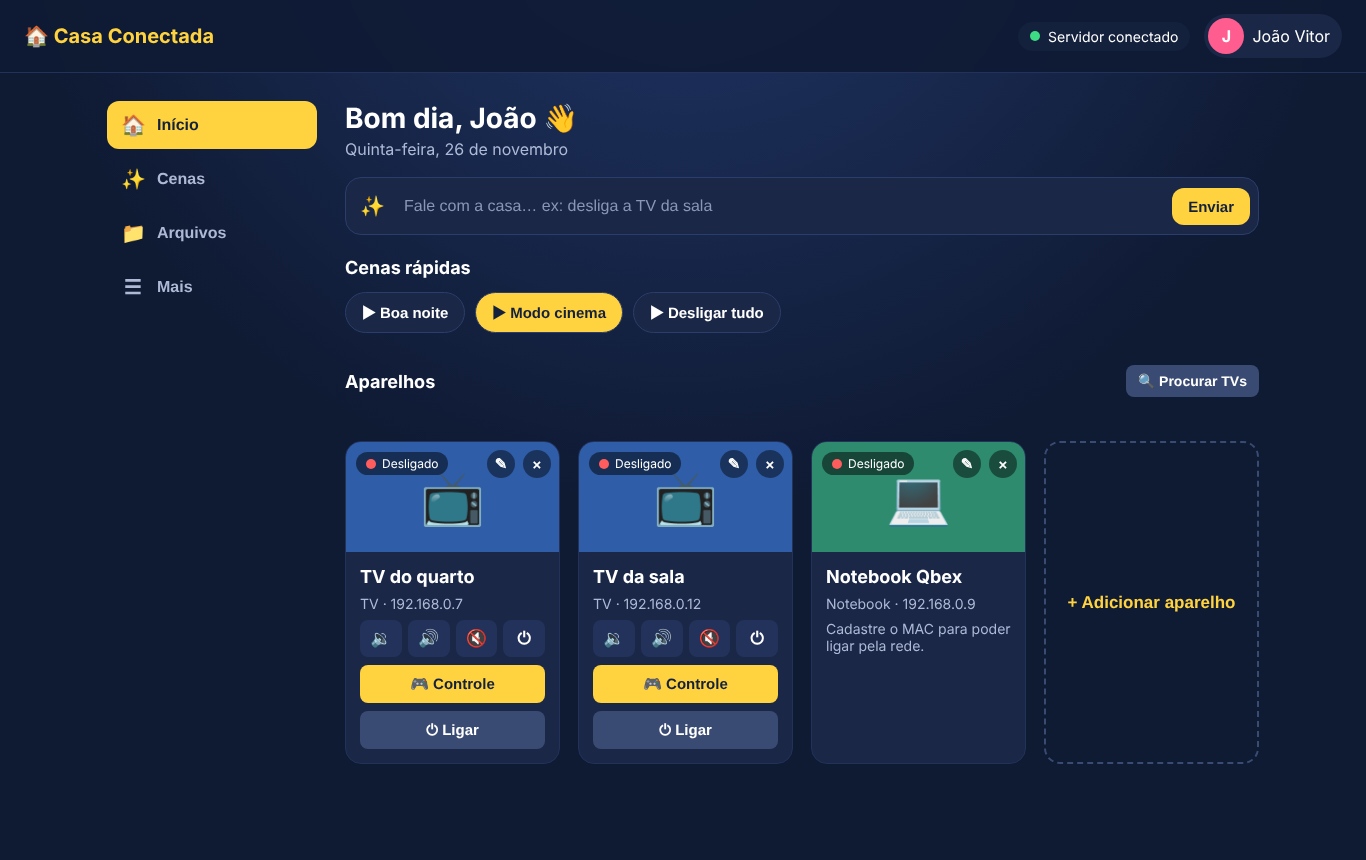 🏠 Casa Conectada
Servidor conectado
J
João Vitor
🏠 Início
✨ Cenas
📁 Arquivos
☰ Mais
Bom dia, João 👋
Quinta-feira, 26 de novembro
✨ Fale com a casa… ex: desliga a TV da sala
Enviar
Cenas rápidas
▶ Boa noite
▶ Modo cinema
▶ Desligar tudo
Aparelhos
🔍 Procurar TVs
Desligado ✎ ×
TV do quarto
TV · 192.168.0.7
🔉 🔊 🔇 ⏻
🎮 Controle
⏻ Ligar
Desligado ✎ ×
TV da sala
TV · 192.168.0.12
🔉 🔊 🔇 ⏻
🎮 Controle
⏻ Ligar
Desligado ✎ ×
Notebook Qbex
Notebook · 192.168.0.9
Cadastre o MAC para poder
ligar pela rede.
+ Adicionar aparelho